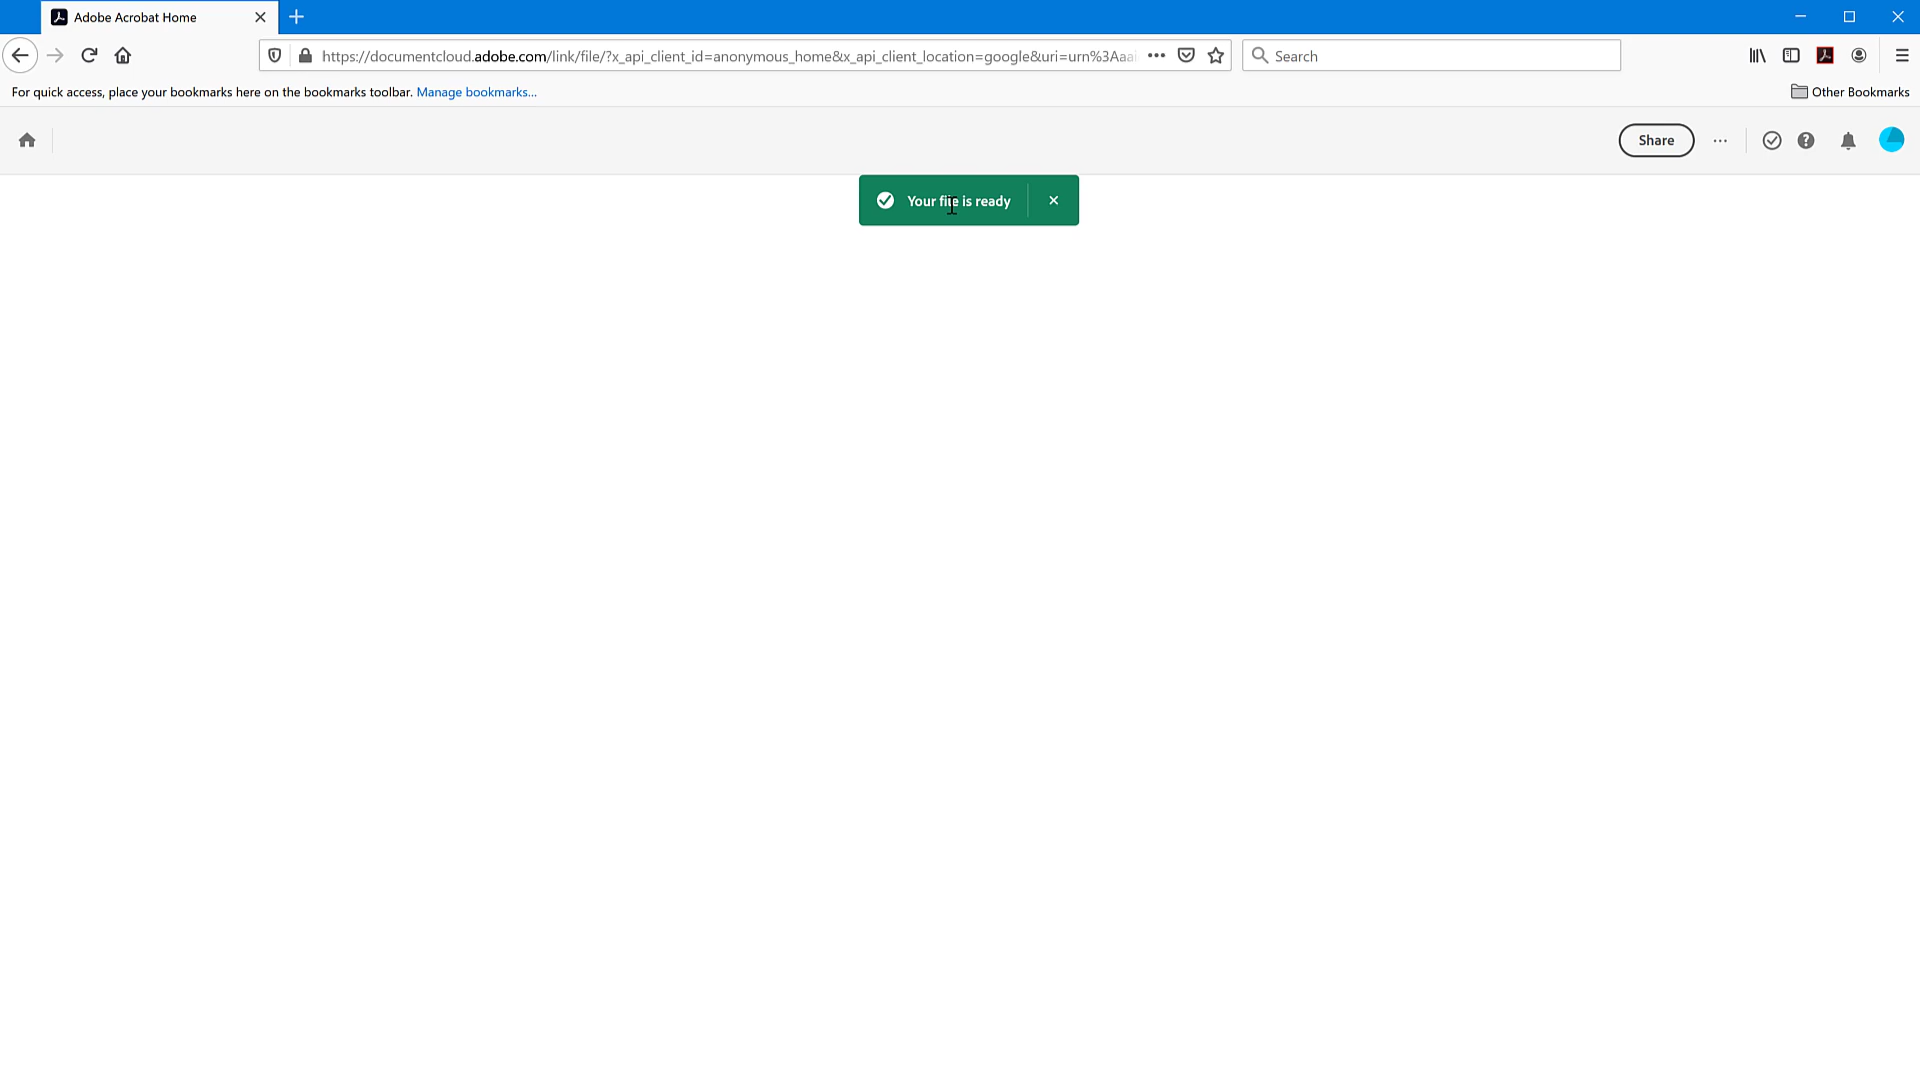 Adobe Acrobat Home
https://documentcloud.adobe.com/link/file/?x_api_client_id=anonymous_home&x_api_client_location=google&uri=urn%3Aaai
Search
For quick access, place your bookmarks here on the bookmarks toolbar. Manage bookmarks...
Other Bookmarks
Share
Your file is ready